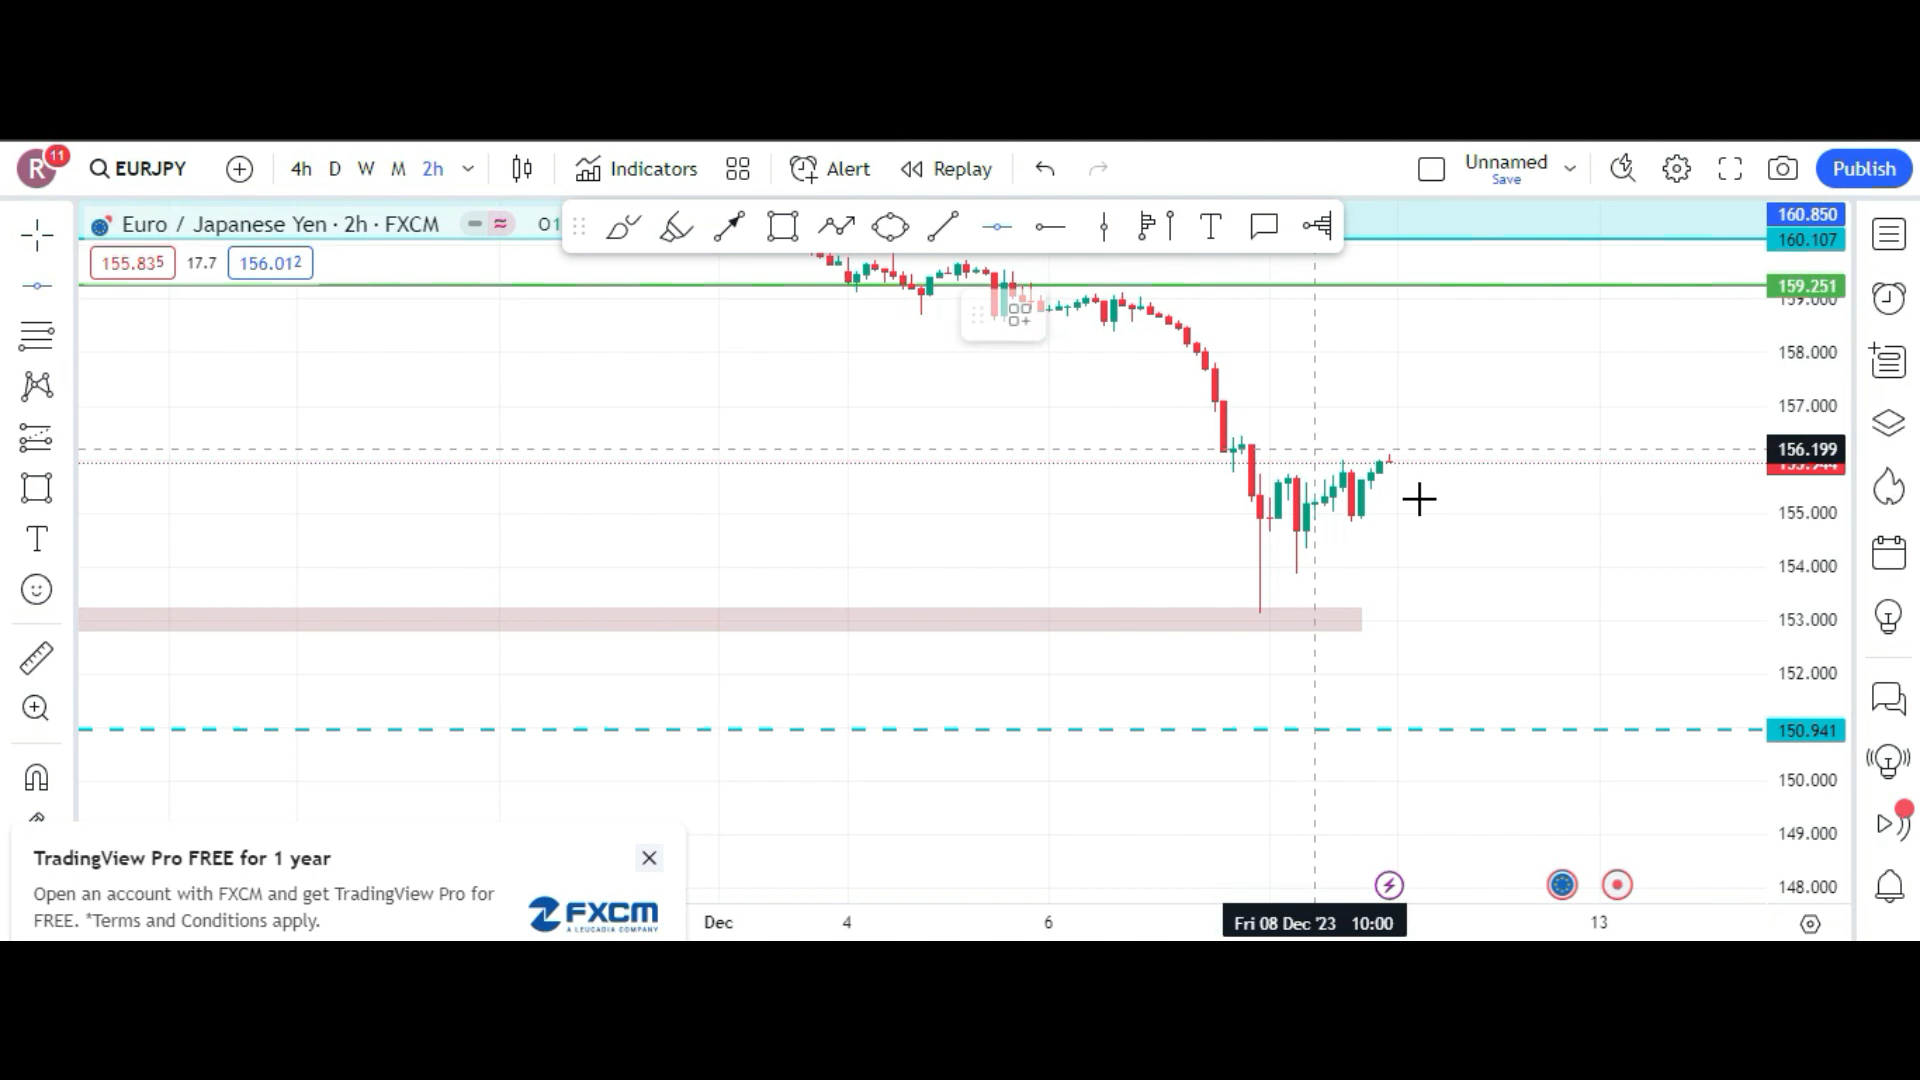 R 11 EURJPY 4h D W M 2h Indicators Alert Replay Unnamed Save Publish
Euro / Japanese Yen · 2h · FXCM O1
155.835 17.7 156.012
160.850
160.107
159.251
158.000
157.000
156.199
155.000
154.000
153.000
152.000
150.941
150.000
149.000
148.000
TradingView Pro FREE for 1 year
Open an account with FXCM and get TradingView Pro for
FREE. *Terms and Conditions apply.
FXCM
A LEUCADIA COMPANY
Dec 4 6 Fri 08 Dec '23 10:00 13